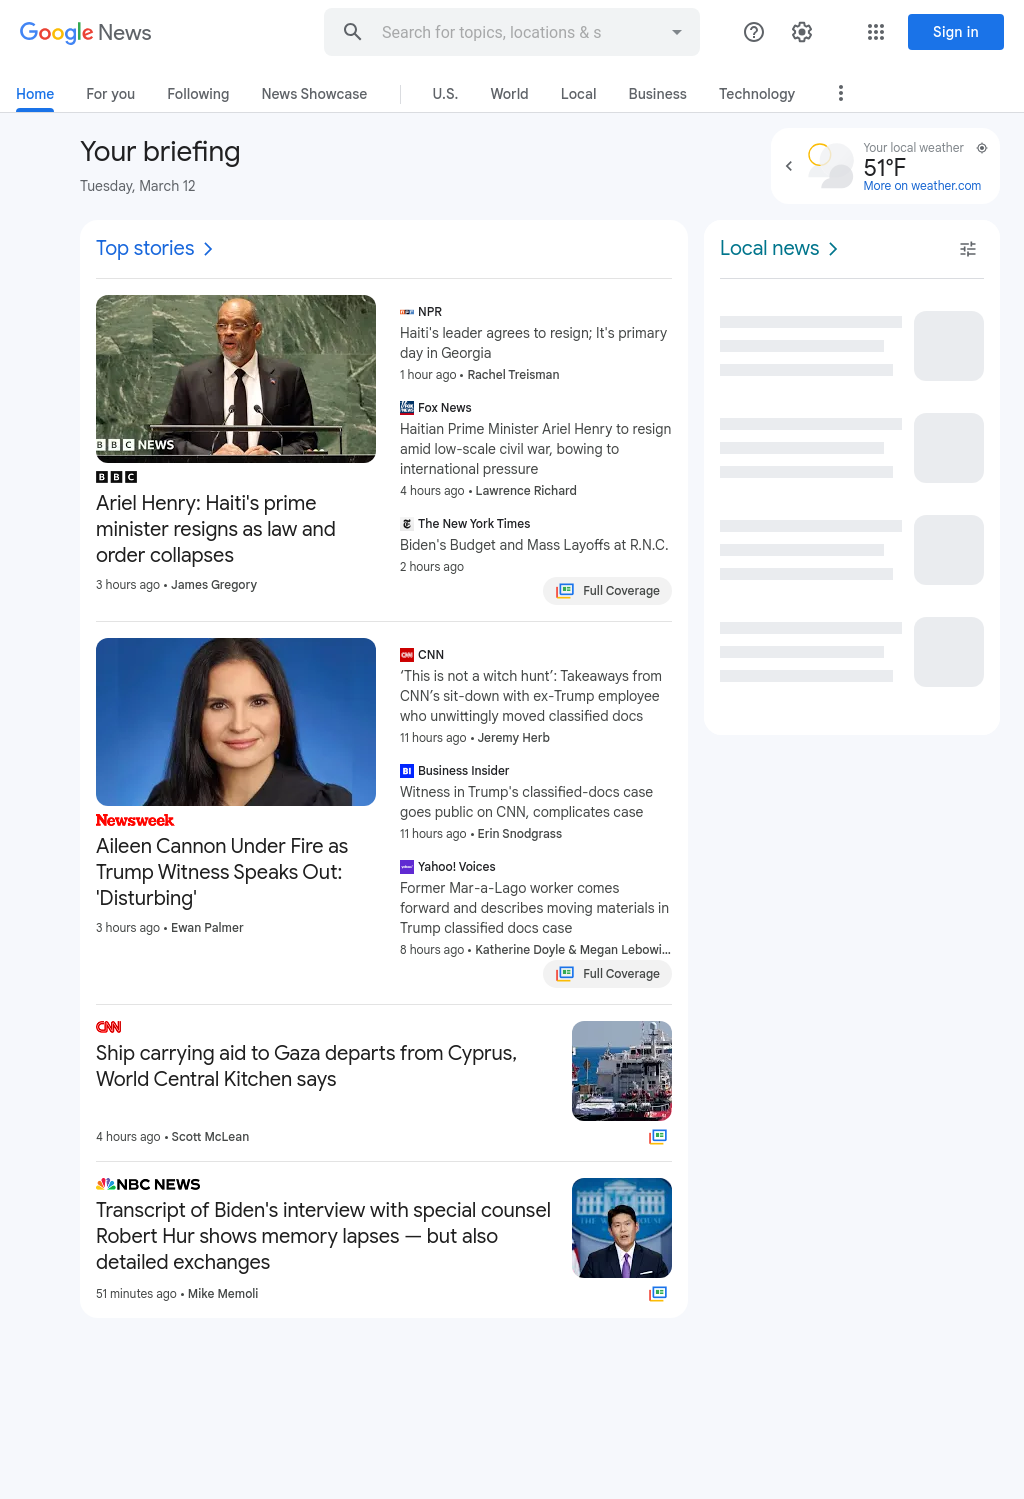 Google News
Search for topics, locations & s
Sign in
Home
For you
Following
News Showcase
U.S.
World
Local
Business
Technology
Your briefing
Tuesday, March 12
Your local weather
51°F
More on weather.com
Top stories
BBC NEWS
BBC
Ariel Henry: Haiti's prime
minister resigns as law and
order collapses
3 hours ago • James Gregory
NPR
Haiti's leader agrees to resign; It's primary
day in Georgia
1 hour ago • Rachel Treisman
Fox News
Haitian Prime Minister Ariel Henry to resign
amid low-scale civil war, bowing to
international pressure
4 hours ago • Lawrence Richard
The New York Times
Biden's Budget and Mass Layoffs at R.N.C.
2 hours ago
Full Coverage
Newsweek
Aileen Cannon Under Fire as
Trump Witness Speaks Out:
'Disturbing'
3 hours ago • Ewan Palmer
CNN
CNN
‘This is not a witch hunt’: Takeaways from
CNN’s sit-down with ex-Trump employee
who unwittingly moved classified docs
11 hours ago • Jeremy Herb
BI
Business Insider
Witness in Trump's classified-docs case
goes public on CNN, complicates case
11 hours ago • Erin Snodgrass
Yahoo! Voices
Former Mar-a-Lago worker comes
forward and describes moving materials in
Trump classified docs case
8 hours ago • Katherine Doyle & Megan Lebowi...
Full Coverage
CNN
Ship carrying aid to Gaza departs from Cyprus,
World Central Kitchen says
4 hours ago • Scott McLean
NBC NEWS
Transcript of Biden's interview with special counsel
Robert Hur shows memory lapses — but also
detailed exchanges
51 minutes ago • Mike Memoli
Local news